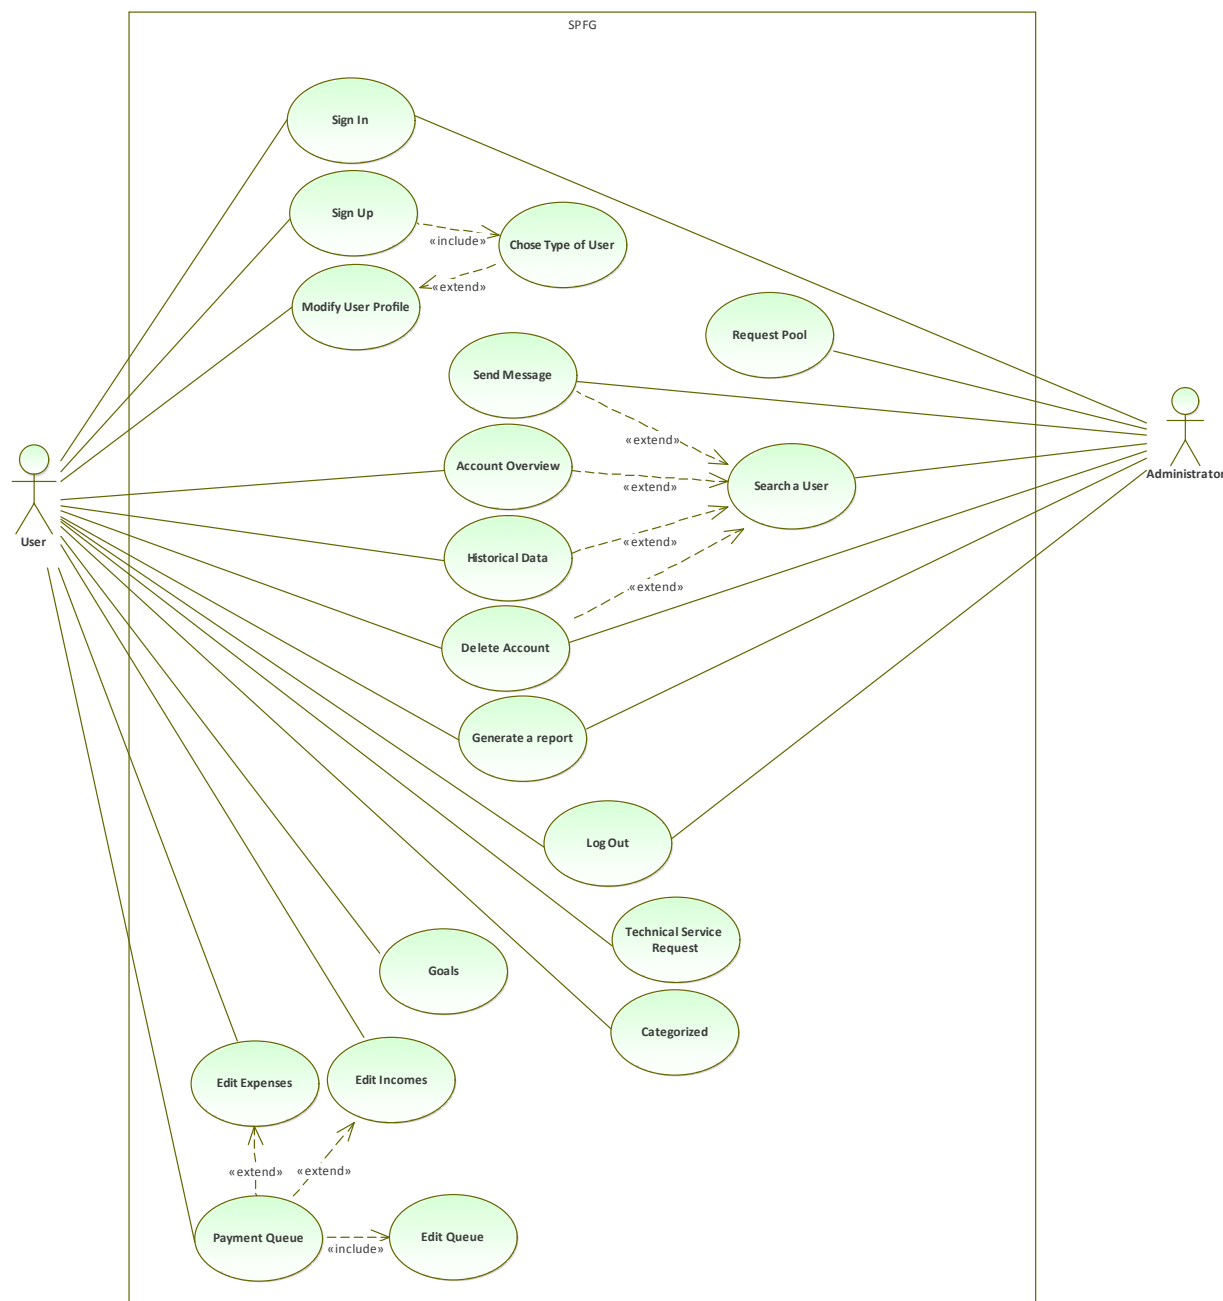 SPFG
Sign In
Sign Up
«include»
Chose Type of User
Modify User Profile
«extend»
Request Pool
Send Message
«extend»
Account Overview
«extend»
Search a User
Administrator
User
Historical Data
«extend»
«extend»
Delete Account
Generate a report
Log Out
Technical Service
Request
Goals
Categorized
Edit Expenses
Edit Incomes
«extend»
«extend»
Payment Queue
«include»
Edit Queue